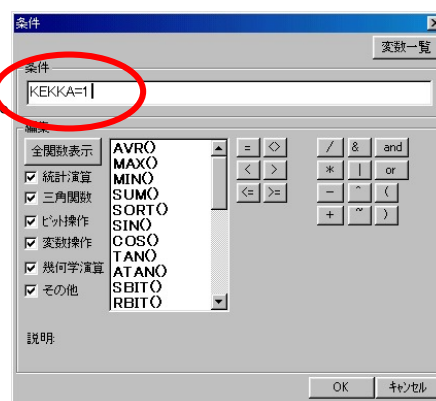 条件
変数一覧
条件
KEKKA=1
編集
全関数表示
統計演算
三角関数
ビット操作
変数操作
幾何学演算
その他
AVR()
MAX()
MIN()
SUM()
SORT()
SIN()
COS()
TAN()
ATAN()
SBIT()
RBIT()
= <> / & and
< > * | or
<= >= - ^ (
+ ~ )
説明:
OK キャンセル